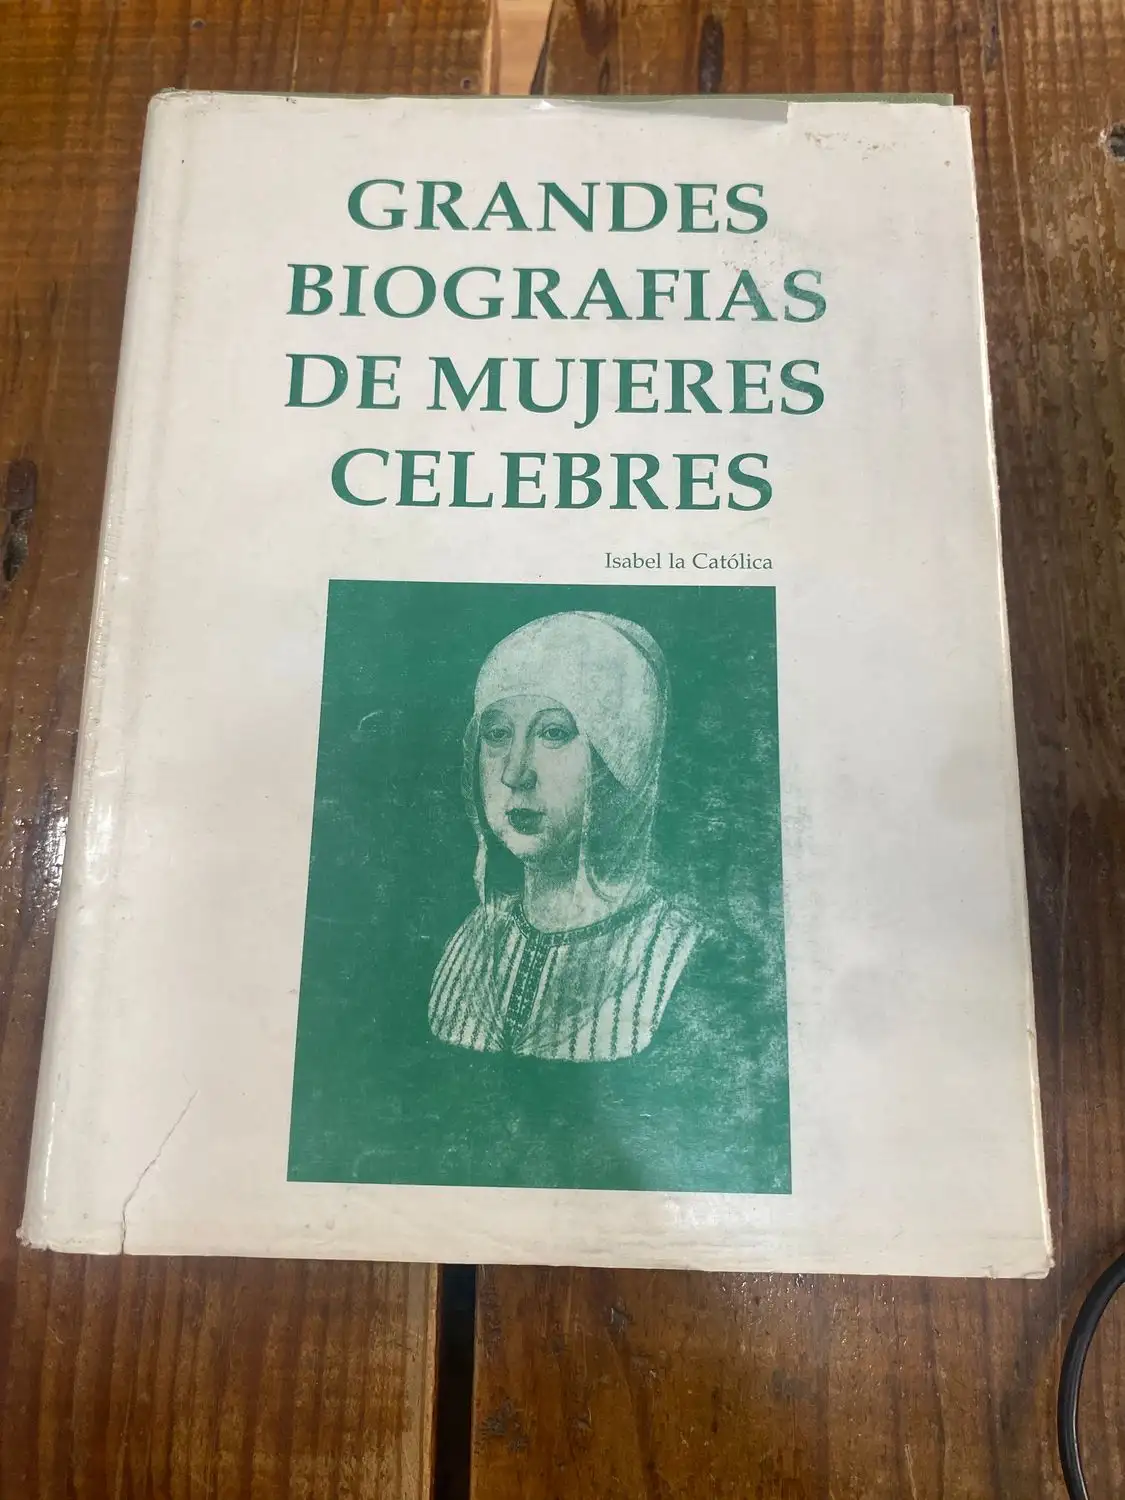 GRANDES
BIOGRAFIAS
DE MUJERES
CELEBRES
Isabel la Católica